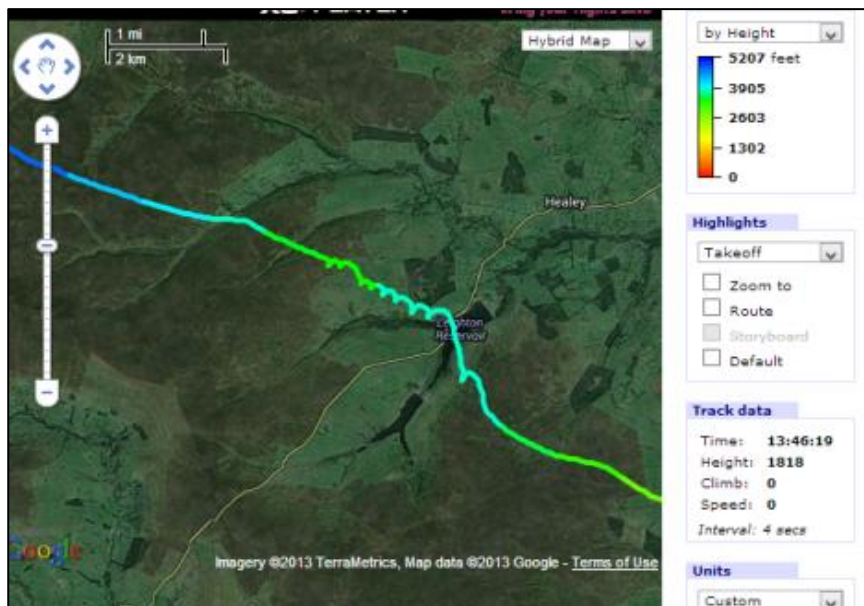 1 mi
2 km
Hybrid Map
Healey
Leighton
Reservoir
Google
Imagery ©2013 TerraMetrics, Map data ©2013 Google - Terms of Use
by Height
5207 feet
3905
2603
1302
0
Highlights
Takeoff
Zoom to
Route
Storyboard
Default
Track data
Time: 13:46:19
Height: 1818
Climb: 0
Speed: 0
Interval: 4 secs
Units
Custom